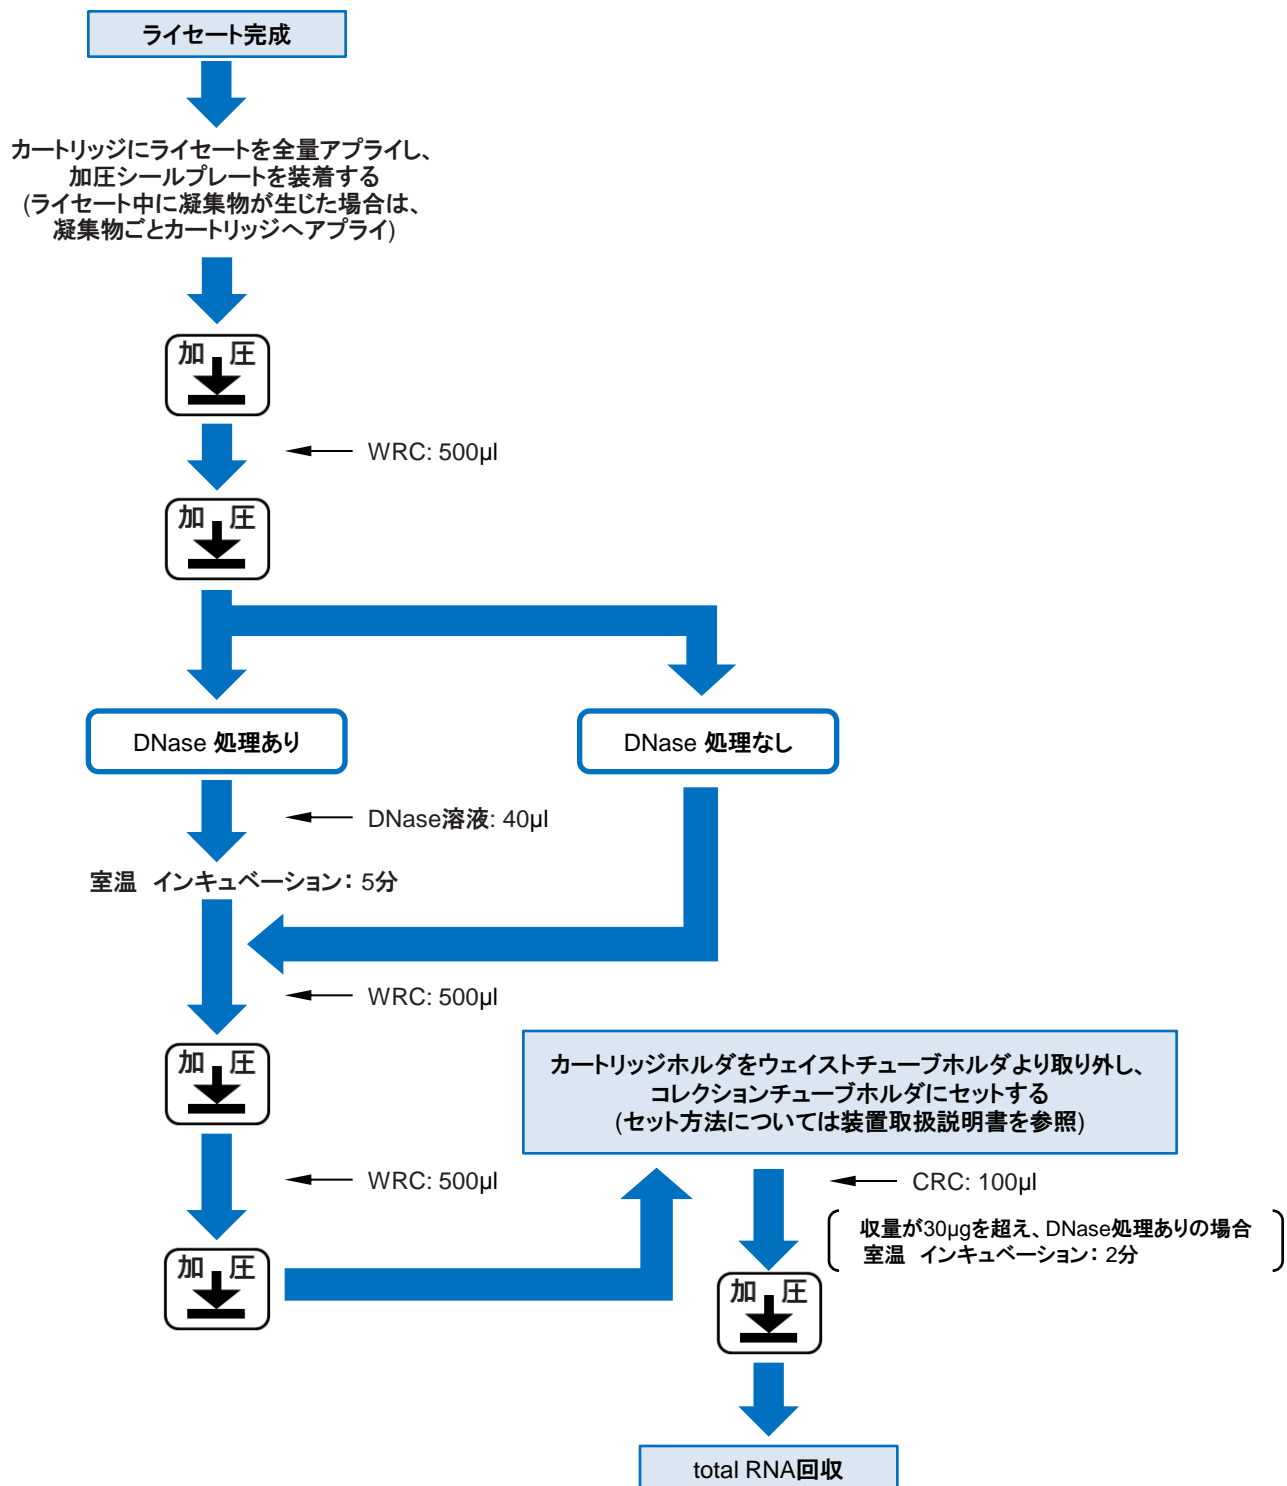 ライセート完成
カートリッジにライセートを全量アプライし、
加圧シールプレートを装着する
(ライセート中に凝集物が生じた場合は、
凝集物ごとカートリッジへアプライ)
加 圧
WRC: 500µl
加 圧
DNase 処理あり
DNase 処理なし
DNase溶液: 40µl
室温　インキュベーション： 5分
WRC: 500µl
加 圧
WRC: 500µl
加 圧
カートリッジホルダをウェイストチューブホルダより取り外し、
コレクションチューブホルダにセットする
(セット方法については装置取扱説明書を参照)
CRC: 100µl
収量が30µgを超え、DNase処理ありの場合
室温　インキュベーション： 2分
加 圧
total RNA回収